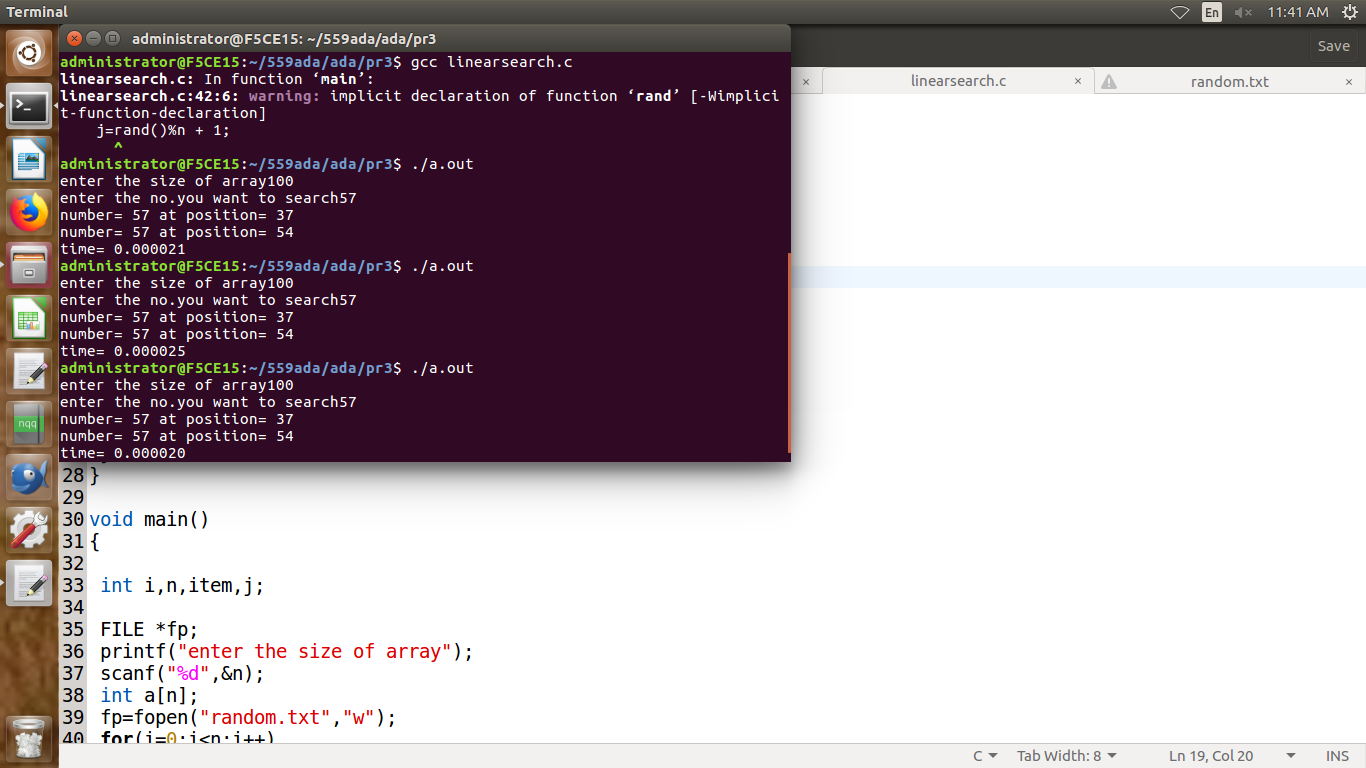 Terminal
En
11:41 AM
administrator@F5CE15: ~/559ada/ada/pr3
Save
administrator@F5CE15:~/559ada/ada/pr3$ gcc linearsearch.c
linearsearch.c: In function ‘main’:
linearsearch.c:42:6: warning: implicit declaration of function ‘rand’ [-Wimplici
t-function-declaration]
j=rand()%n + 1;
^
administrator@F5CE15:~/559ada/ada/pr3$ ./a.out
enter the size of array100
enter the no.you want to search57
number= 57 at position= 37
number= 57 at position= 54
time= 0.000021
administrator@F5CE15:~/559ada/ada/pr3$ ./a.out
enter the size of array100
enter the no.you want to search57
number= 57 at position= 37
number= 57 at position= 54
time= 0.000025
administrator@F5CE15:~/559ada/ada/pr3$ ./a.out
enter the size of array100
enter the no.you want to search57
number= 57 at position= 37
number= 57 at position= 54
time= 0.000020
linearsearch.c
random.txt
nqq
28 }
29
30 void main()
31 {
32
33 int i,n,item,j;
34
35 FILE *fp;
36 printf("enter the size of array");
37 scanf("%d",&n);
38 int a[n];
39 fp=fopen("random.txt","w");
40 for(i=0;i<n;i++)
C Tab Width: 8 Ln 19, Col 20 INS